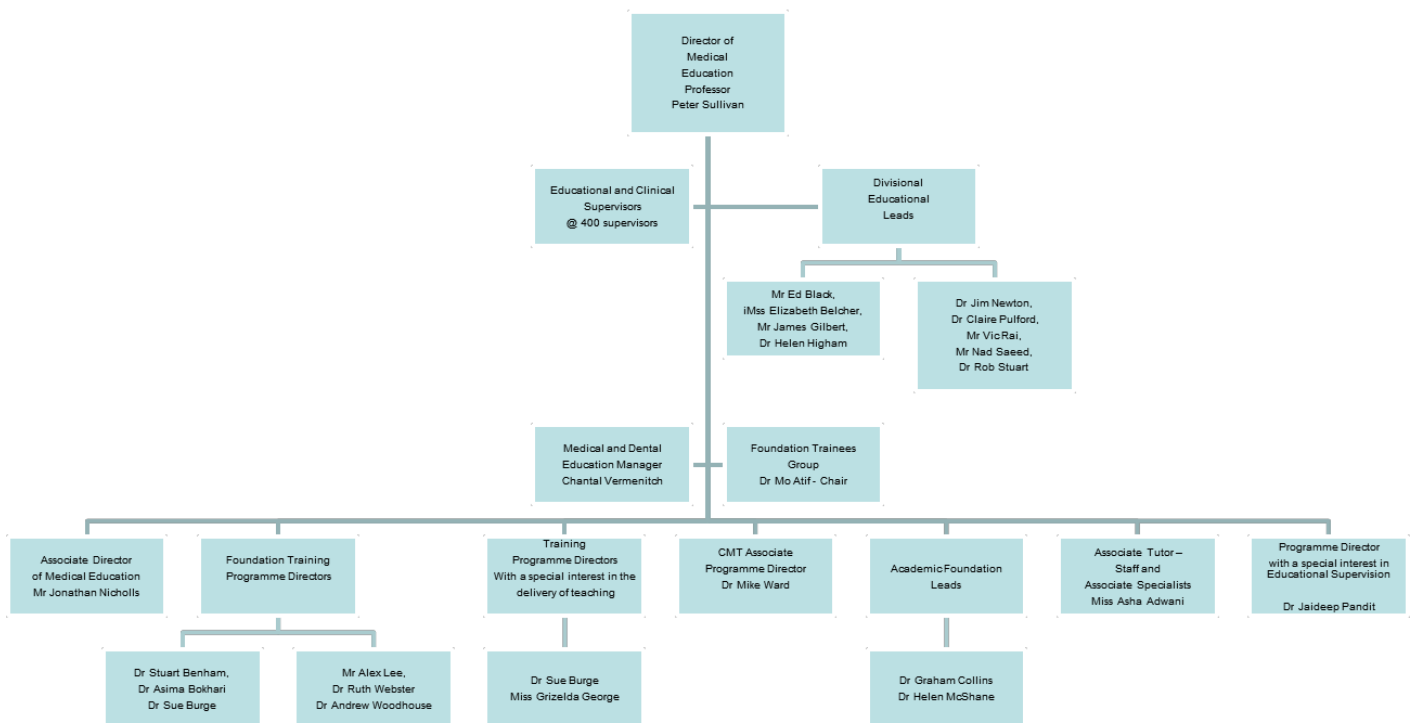 Director of
Medical
Education
Professor
Peter Sullivan
Educational and Clinical
Supervisors
@ 400 supervisors
Divisional
Educational
Leads
Mr Ed Black,
iMss Elizabeth Belcher,
Mr James Gilbert,
Dr Helen Higham
Dr Jim Newton,
Dr Claire Pulford,
Mr Vic Rai,
Mr Nad Saeed,
Dr Rob Stuart
Medical and Dental
Education Manager
Chantal Vermenitch
Foundation Trainees
Group
Dr Mo Atif - Chair
Associate Director
of Medical Education
Mr Jonathan Nicholls
Foundation Training
Programme Directors
Training
Programme Directors
With a special interest in the
delivery of teaching
CMT Associate
Programme Director
Dr Mike Ward
Academic Foundation
Leads
Associate Tutor –
Staff and
Associate Specialists
Miss Asha Adwani
Programme Director
with a special interest in
Educational Supervision
Dr Jaideep Pandit
Dr Stuart Benham,
Dr Asima Bokhari
Dr Sue Burge
Mr Alex Lee,
Dr Ruth Webster
Dr Andrew Woodhouse
Dr Sue Burge
Miss Grizelda George
Dr Graham Collins
Dr Helen McShane